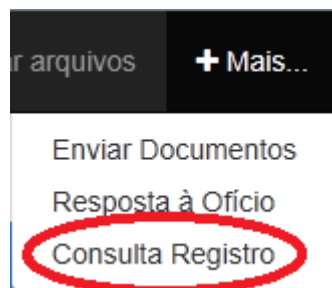 arquivos + Mais...
Enviar Documentos
Resposta à Ofício
Consulta Registro